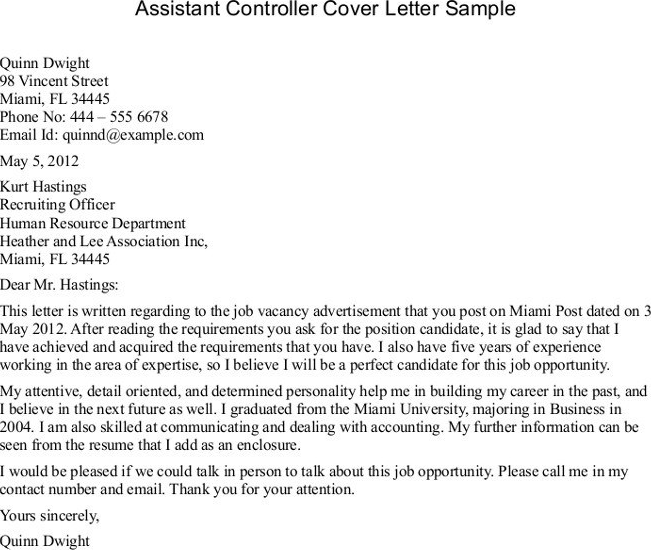 Assistant Controller Cover Letter Sample
Quinn Dwight
98 Vincent Street
Miami, FL 34445
Phone No: 444 – 555 6678
Email Id: quinnd@example.com
May 5, 2012
Kurt Hastings
Recruiting Officer
Human Resource Department
Heather and Lee Association Inc,
Miami, FL 34445
Dear Mr. Hastings:
This letter is written regarding to the job vacancy advertisement that you post on Miami Post dated on 3
May 2012. After reading the requirements you ask for the position candidate, it is glad to say that I
have achieved and acquired the requirements that you have. I also have five years of experience
working in the area of expertise, so I believe I will be a perfect candidate for this job opportunity.
My attentive, detail oriented, and determined personality help me in building my career in the past, and
I believe in the next future as well. I graduated from the Miami University, majoring in Business in
2004. I am also skilled at communicating and dealing with accounting. My further information can be
seen from the resume that I add as an enclosure.
I would be pleased if we could talk in person to talk about this job opportunity. Please call me in my
contact number and email. Thank you for your attention.
Yours sincerely,
Quinn Dwight